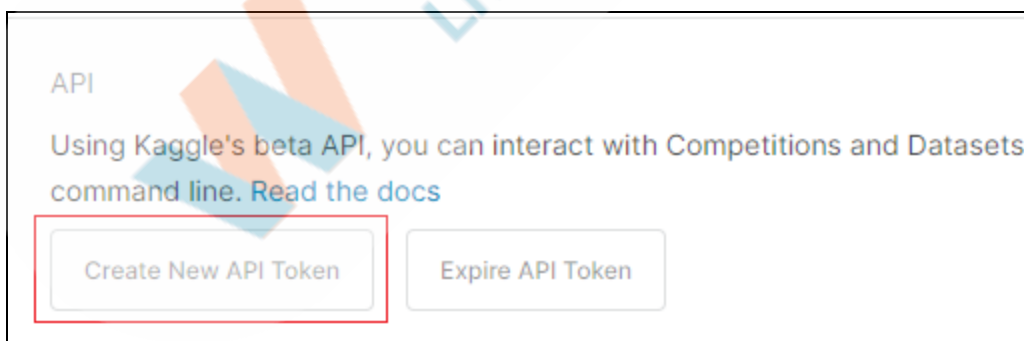 API
Using Kaggle's beta API, you can interact with Competitions and Datasets
command line. Read the docs
Create New API Token Expire API Token